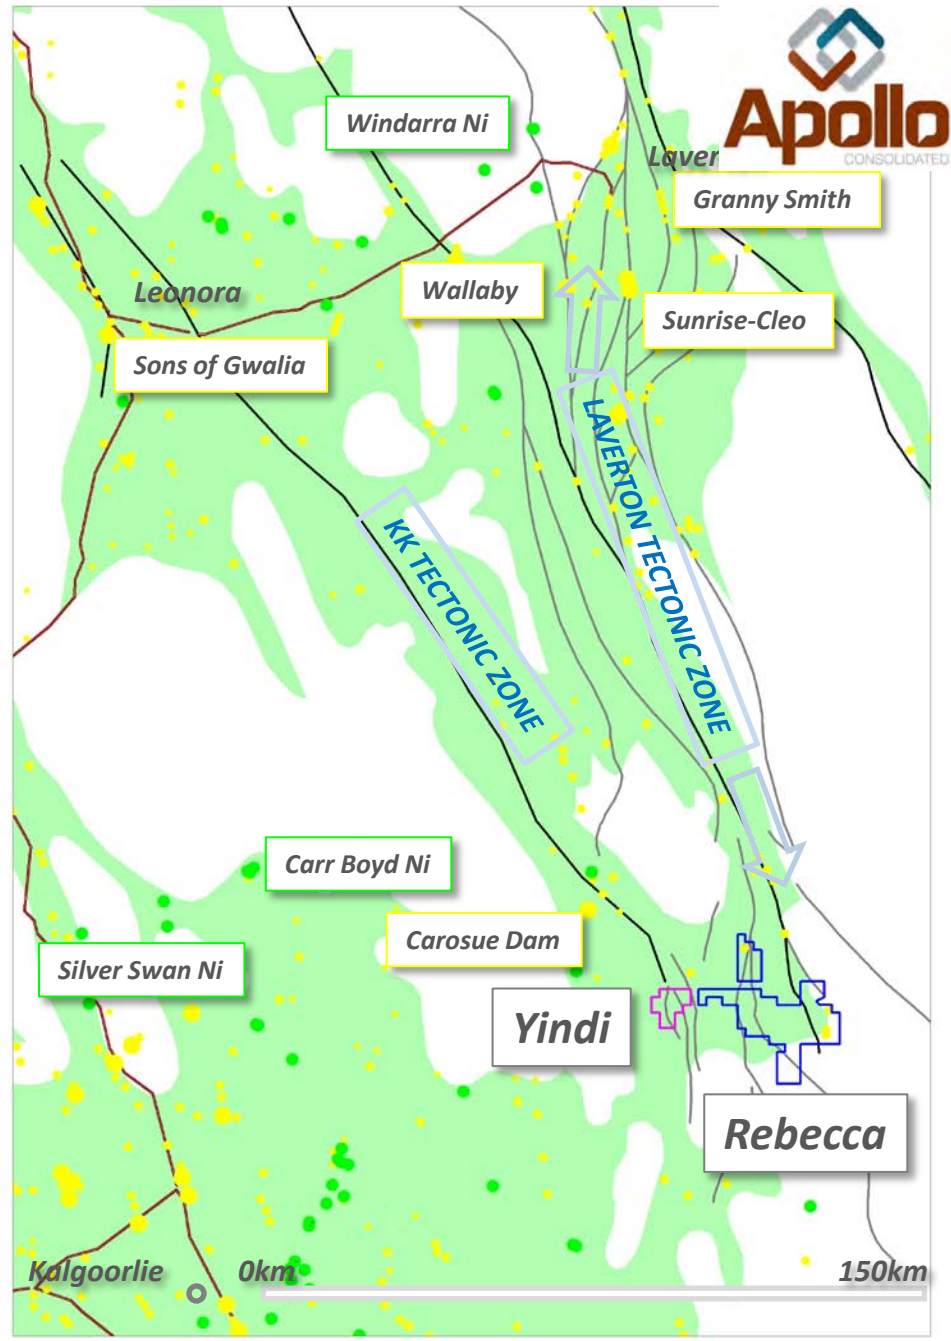 Apollo
CONSOLIDATED
Windarra Ni
Laver
Granny Smith
Wallaby
Leonora
Sunrise-Cleo
Sons of Gwalia
LAVERTON TECTONIC ZONE
KK TECTONIC ZONE
Carr Boyd Ni
Carosue Dam
Silver Swan Ni
Yindi
Rebecca
Kalgoorlie
0km
150km